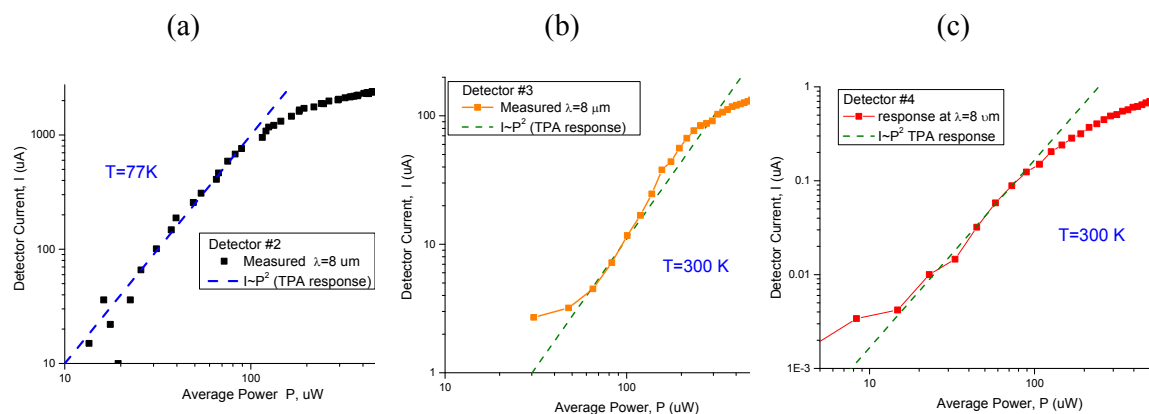 (a)
(b)
(c)
Detector Current, I (uA)
1000
100
10
T=77K
Detector #2
Measured λ=8 um
I~P² (TPA response)
10
100
Average Power P, uW
Detector Current, I (uA)
100
10
1
Detector #3
Measured λ=8 μm
I~P² (TPA response)
T=300 K
10
100
Average Power, P (uW)
Detector Current, I (uA)
1
0.1
0.01
1E-3
Detector #4
response at λ=8 υm
I~P² TPA response
T=300 K
10
100
Average Power, P (uW)